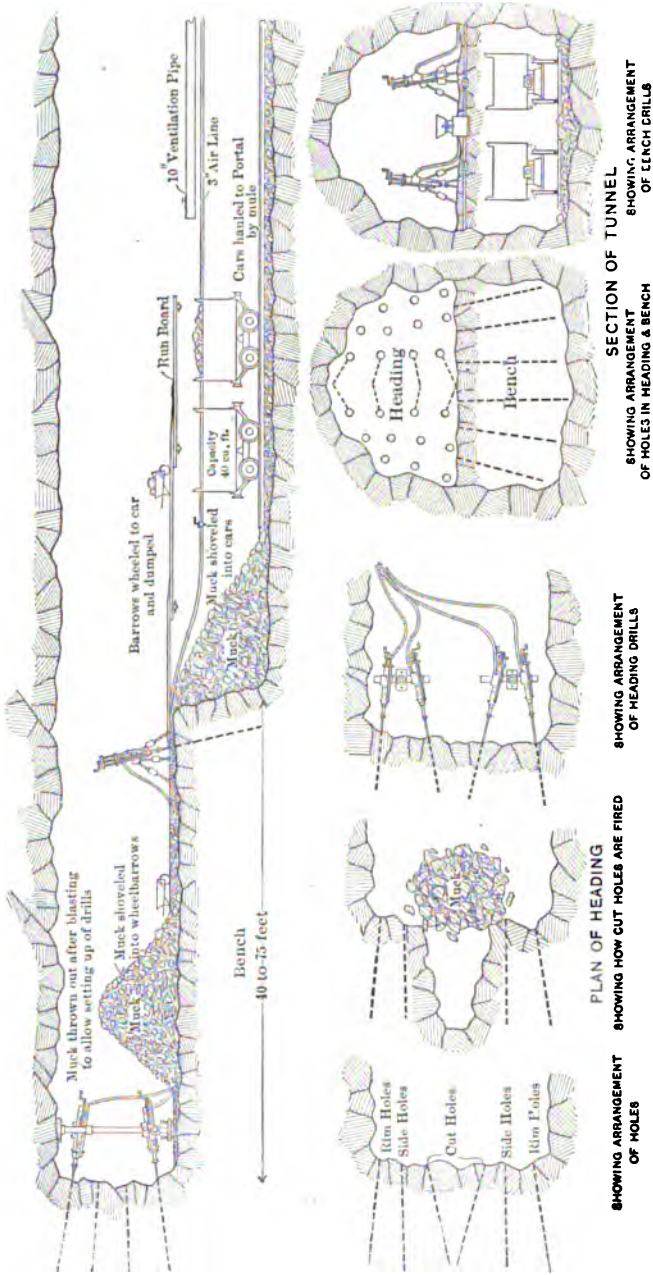 Muck thrown out after blasting
to allow setting up of drills
Muck shoveled
into wheelbarrows
Muck
Barrows wheeled to car
and dumped
Run Board
10" Ventilation Pipe
3" Air Line
Muck shoveled
into cars
Muck
Capacity
40 cu. ft.
Cars hauled to Portal
by mule
Bench
40 to 75 feet
Rim Holes
Side Holes
Cut Holes
Side Holes
Rim Holes
Muck
Heading
Bench
PLAN OF HEADING
SECTION OF TUNNEL
SHOWING ARRANGEMENT
OF HOLES
SHOWING HOW CUT HOLES ARE FIRED
SHOWING ARRANGEMENT
OF HEADING DRILLS
SHOWING ARRANGEMENT
OF HOLES IN HEADING & BENCH
SHOWING ARRANGEMENT
OF BENCH DRILLS